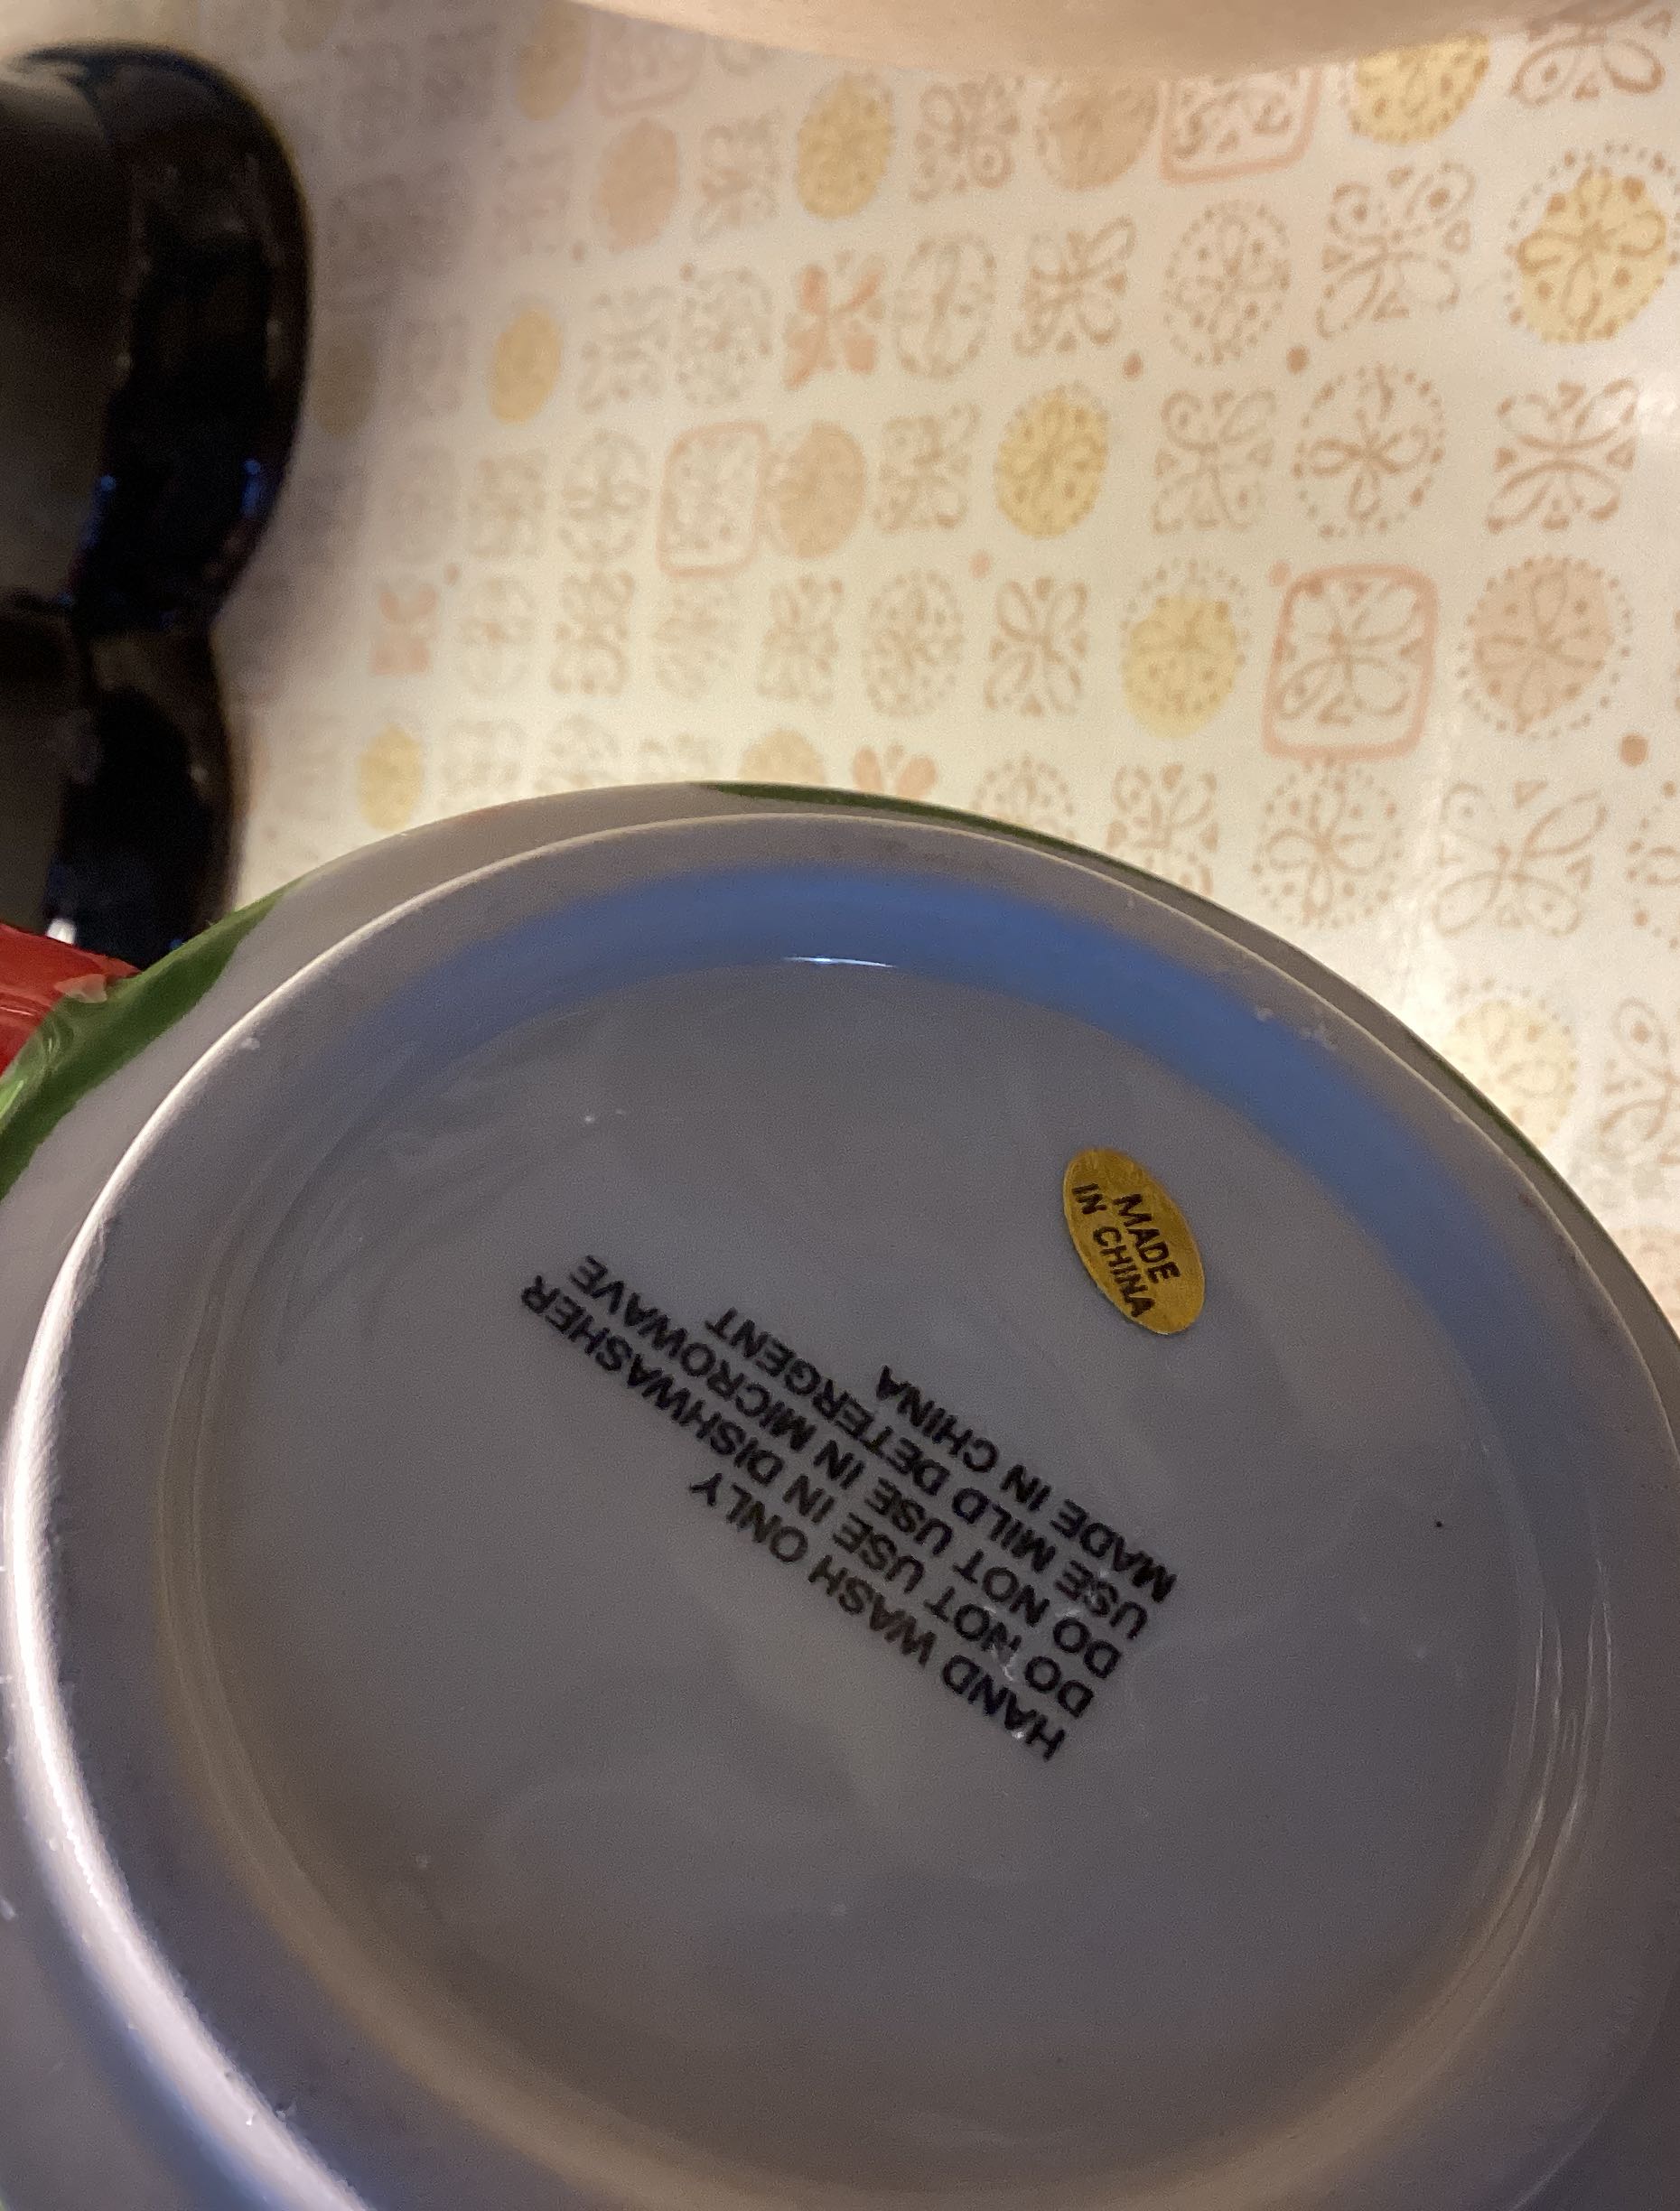 MADE
IN CHINA
HAND WASH ONLY
DO NOT USE IN DISHWASHER
DO NOT USE IN MICROWAVE
USE MILD DETERGENT
MADE IN CHINA